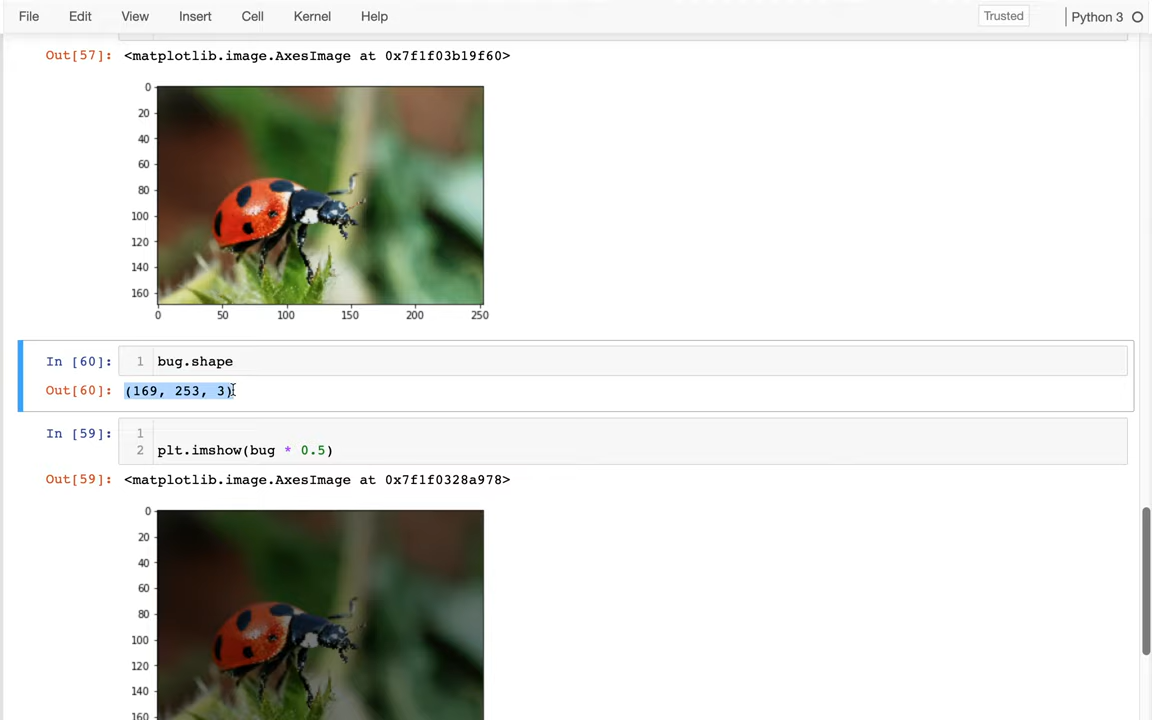 File Edit View Insert Cell Kernel Help Trusted Python 3
Out[57]: <matplotlib.image.AxesImage at 0x7f1f03b19f60>
0
20
40
60
80
100
120
140
160
0 50 100 150 200 250
In [60]: 1 bug.shape
Out[60]: (169, 253, 3)
In [59]: 1
2 plt.imshow(bug * 0.5)
Out[59]: <matplotlib.image.AxesImage at 0x7f1f0328a978>
0
20
40
60
80
100
120
140
160